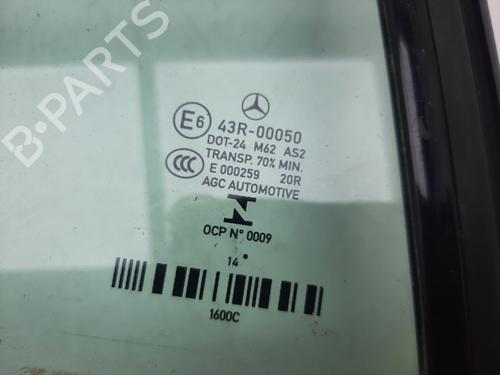 B-PARTS
E6
43R-00050
DOT-24 M62 AS2
TRANSP. 70% MIN.
CCC
E 000259 20R
AGC AUTOMOTIVE
N
OCP N° 0009
14
1600C